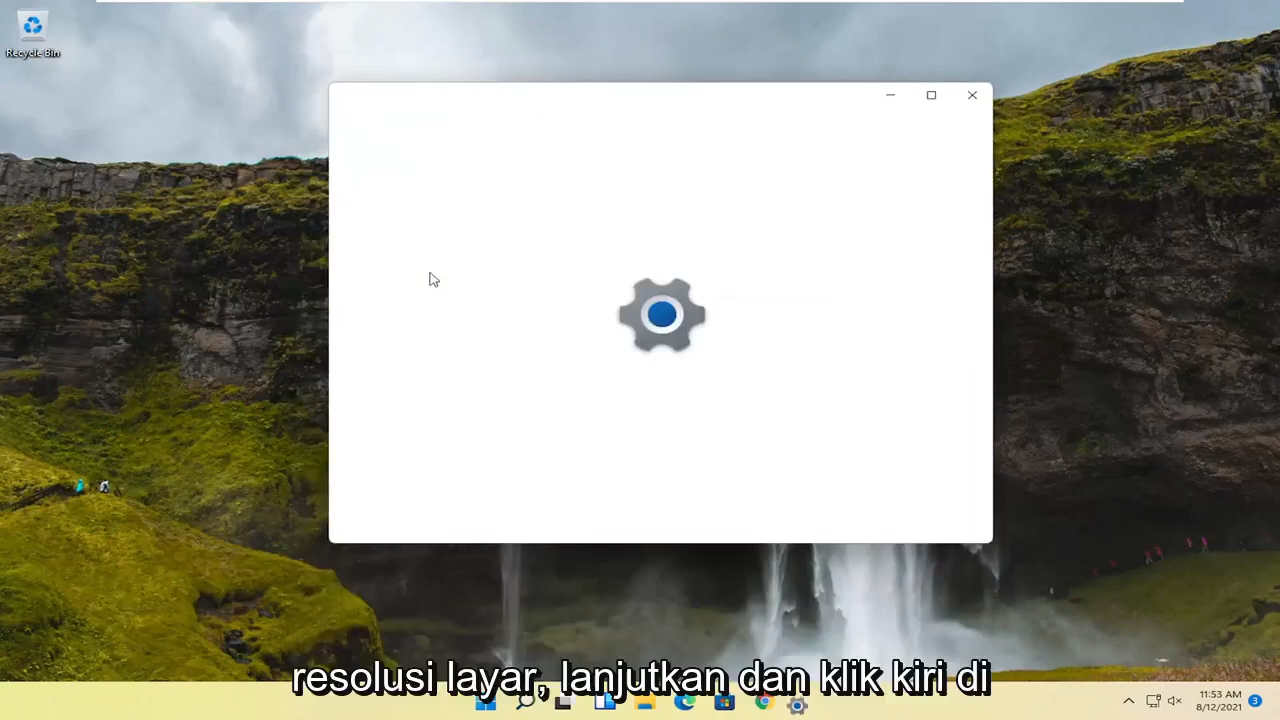 Recycle Bin
resolusi layar, lanjutkan dan klik kiri di
11:53 AM
8/12/2021
3